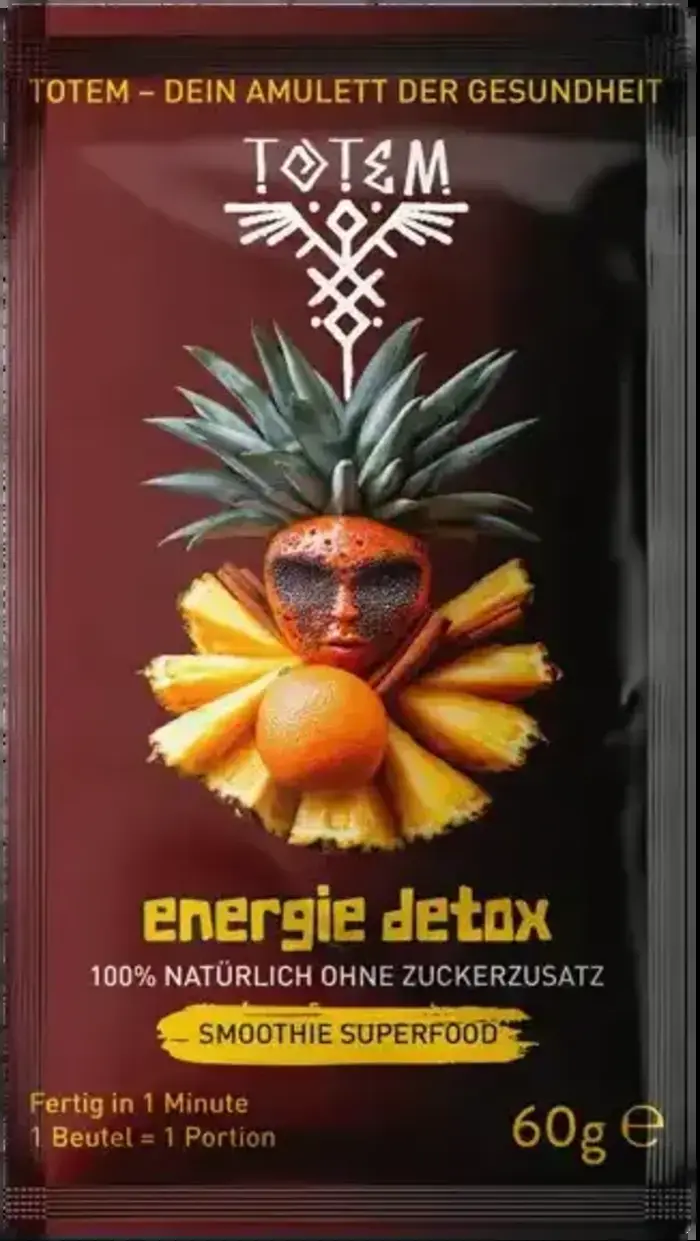 TOTEM – DEIN AMULETT DER GESUNDHEIT
TOTEM
energie detox
100% NATÜRLICH OHNE ZUCKERZUSATZ
SMOOTHIE SUPERFOOD
Fertig in 1 Minute
1 Beutel = 1 Portion
60g ℮